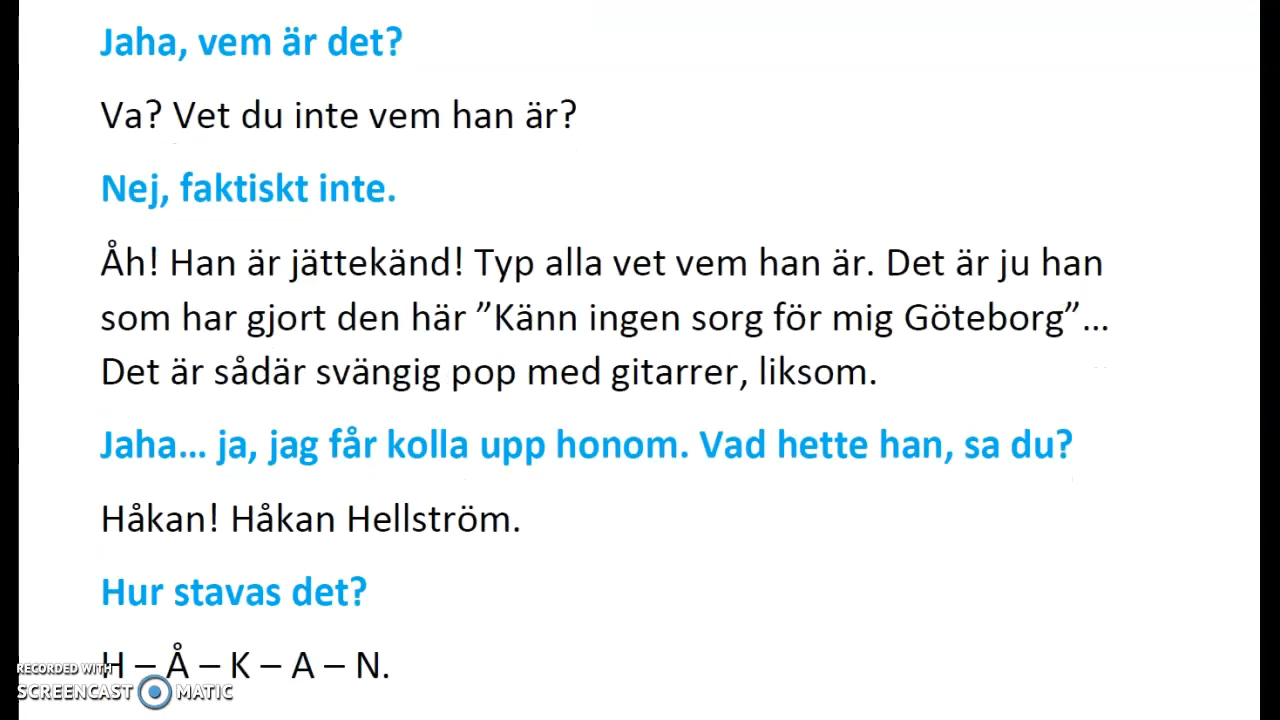 Jaha, vem är det?
Va? Vet du inte vem han är?
Nej, faktiskt inte.
Åh! Han är jättekänd! Typ alla vet vem han är. Det är ju han
som har gjort den här ”Känn ingen sorg för mig Göteborg”...
Det är sådär svängig pop med gitarrer, liksom.
Jaha... ja, jag får kolla upp honom. Vad hette han, sa du?
Håkan! Håkan Hellström.
Hur stavas det?
H – Å – K – A – N.
RECORDED WITH
SCREENCAST MATIC